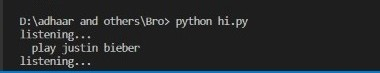 D:\adhaar and others\Bro> python hi.py
listening...
play justin bieber
listening...